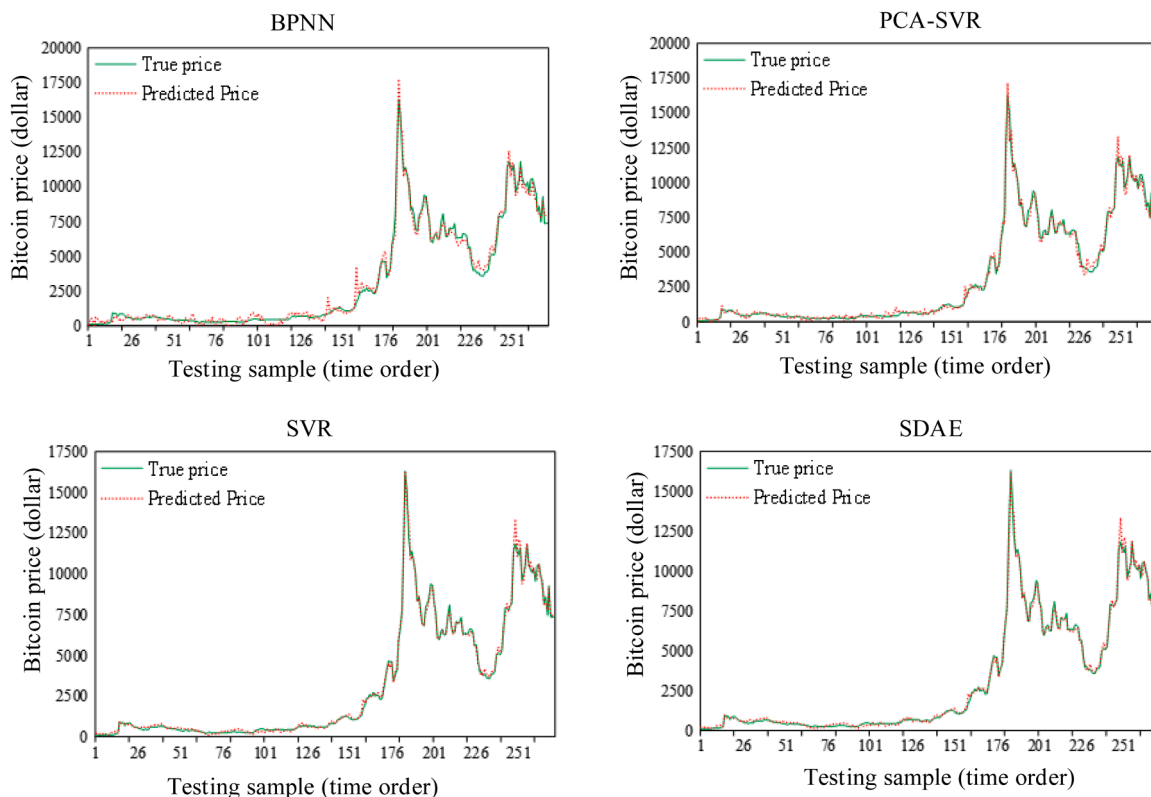 BPNN
Bitcoin price (dollar)
20000
17500
15000
12500
10000
7500
5000
2500
0
True price
Predicted Price
1 26 51 76 101 126 151 176 201 226 251
Testing sample (time order)
PCA-SVR
Bitcoin price (dollar)
20000
17500
15000
12500
10000
7500
5000
2500
0
True price
Predicted Price
1 26 51 76 101 126 151 176 201 226 251
Testing sample (time order)
SVR
Bitcoin price (dollar)
17500
15000
12500
10000
7500
5000
2500
0
True price
Predicted Price
1 26 51 76 101 126 151 176 201 226 251
Testing sample (time order)
SDAE
Bitcoin price (dollar)
17500
15000
12500
10000
7500
5000
2500
0
True price
Predicted Price
1 26 51 76 101 126 151 176 201 226 251
Testing sample (time order)